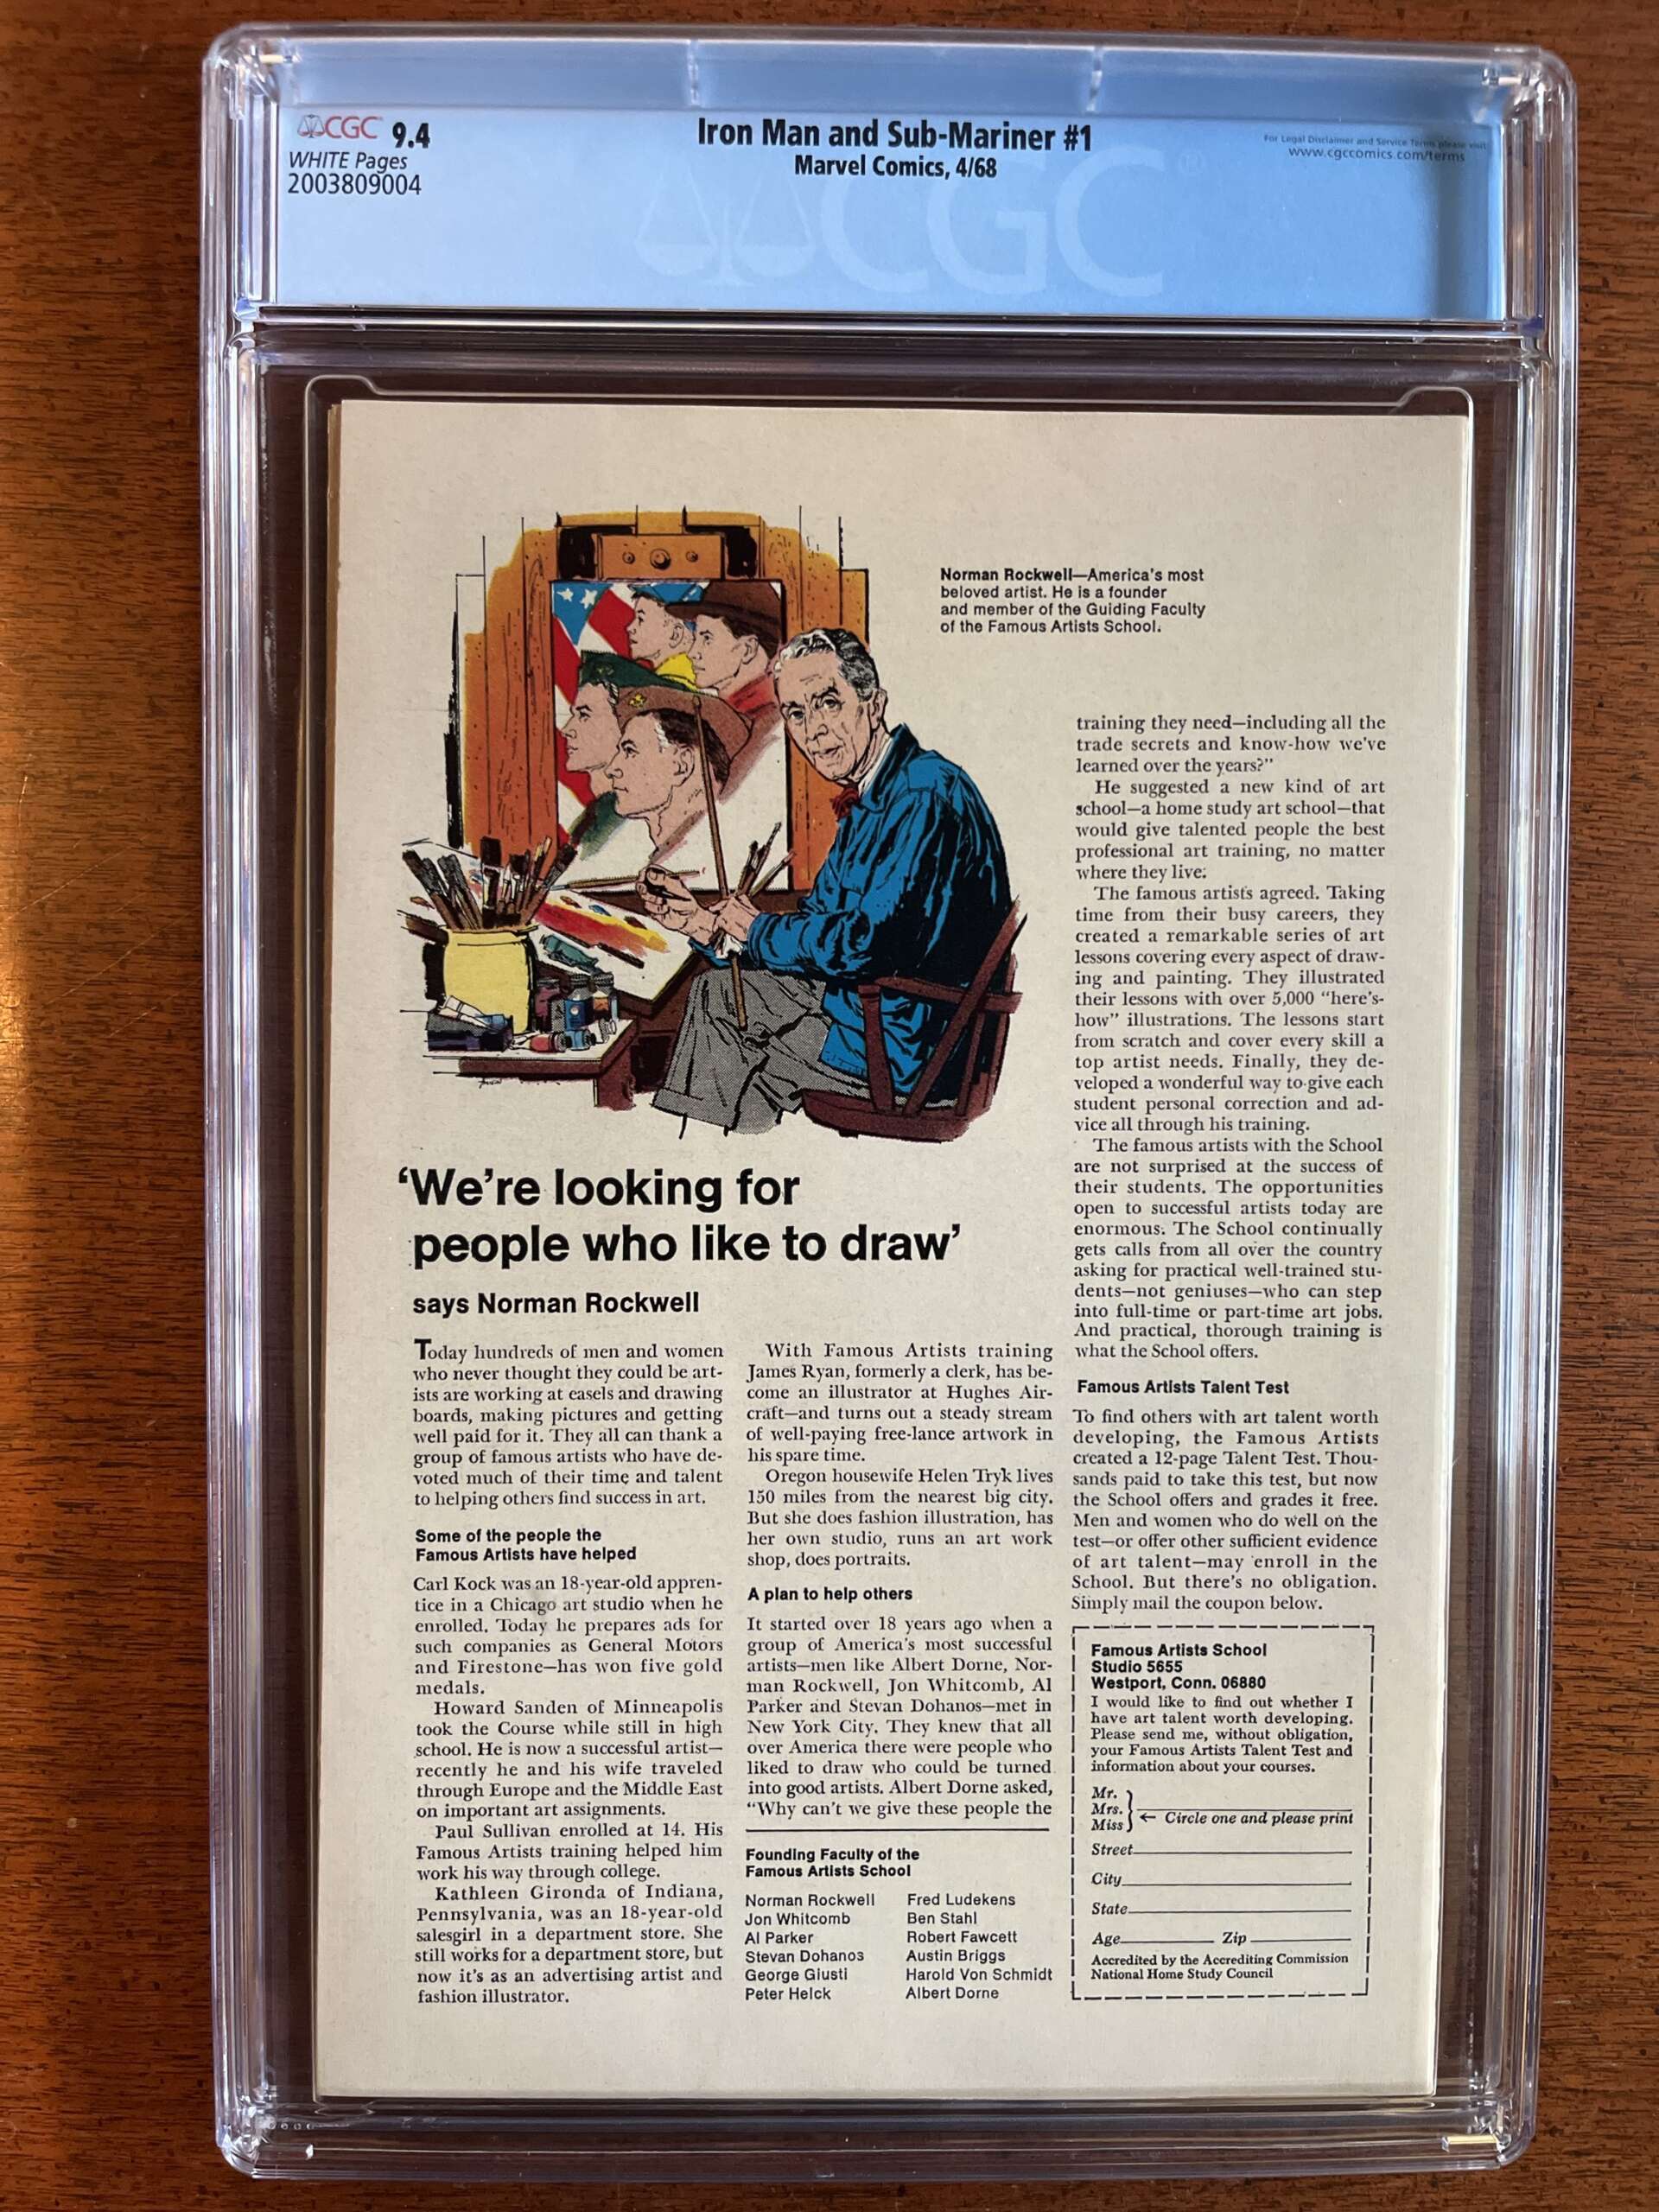 CGC 9.4
WHITE Pages
2003809004
Iron Man and Sub-Mariner #1
Marvel Comics, 4/68
For Legal Disclaimer and Service Terms please visit
www.cgccomics.com/terms
CGC
Norman Rockwell—America's most
beloved artist. He is a founder
and member of the Guiding Faculty
of the Famous Artists School.
‘We’re looking for
people who like to draw’
says Norman Rockwell
Today hundreds of men and women
who never thought they could be art-
ists are working at easels and drawing
boards, making pictures and getting
well paid for it. They all can thank a
group of famous artists who have de-
voted much of their time and talent
to helping others find success in art.
Some of the people the
Famous Artists have helped
Carl Kock was an 18-year-old appren-
tice in a Chicago art studio when he
enrolled. Today he prepares ads for
such companies as General Motors
and Firestone—has won five gold
medals.
Howard Sanden of Minneapolis
took the Course while still in high
school. He is now a successful artist—
recently he and his wife traveled
through Europe and the Middle East
on important art assignments.
Paul Sullivan enrolled at 14. His
Famous Artists training helped him
work his way through college.
Kathleen Gironda of Indiana,
Pennsylvania, was an 18-year-old
salesgirl in a department store. She
still works for a department store, but
now it's as an advertising artist and
fashion illustrator.
With Famous Artists training
James Ryan, formerly a clerk, has be-
come an illustrator at Hughes Air-
craft—and turns out a steady stream
of well-paying free-lance artwork in
his spare time.
Oregon housewife Helen Tryk lives
150 miles from the nearest big city.
But she does fashion illustration, has
her own studio, runs an art work
shop, does portraits.
A plan to help others
It started over 18 years ago when a
group of America's most successful
artists—men like Albert Dorne, Nor-
man Rockwell, Jon Whitcomb, Al
Parker and Stevan Dohanos—met in
New York City. They knew that all
over America there were people who
liked to draw who could be turned
into good artists. Albert Dorne asked,
“Why can't we give these people the
Founding Faculty of the
Famous Artists School
Norman Rockwell
Jon Whitcomb
Al Parker
Stevan Dohanos
George Giusti
Peter Helck
Fred Ludekens
Ben Stahl
Robert Fawcett
Austin Briggs
Harold Von Schmidt
Albert Dorne
training they need—including all the
trade secrets and know-how we've
learned over the years?”
He suggested a new kind of art
school—a home study art school—that
would give talented people the best
professional art training, no matter
where they live.
The famous artists agreed. Taking
time from their busy careers, they
created a remarkable series of art
lessons covering every aspect of draw-
ing and painting. They illustrated
their lessons with over 5,000 “here's-
how” illustrations. The lessons start
from scratch and cover every skill a
top artist needs. Finally, they de-
veloped a wonderful way to give each
student personal correction and ad-
vice all through his training.
The famous artists with the School
are not surprised at the success of
their students. The opportunities
open to successful artists today are
enormous. The School continually
gets calls from all over the country
asking for practical well-trained stu-
dents—not geniuses—who can step
into full-time or part-time art jobs.
And practical, thorough training is
what the School offers.
Famous Artists Talent Test
To find others with art talent worth
developing, the Famous Artists
created a 12-page Talent Test. Thou-
sands paid to take this test, but now
the School offers and grades it free.
Men and women who do well on the
test—or offer other sufficient evidence
of art talent—may enroll in the
School. But there's no obligation.
Simply mail the coupon below.
Famous Artists School
Studio 5655
Westport, Conn. 06880
I would like to find out whether I
have art talent worth developing.
Please send me, without obligation,
your Famous Artists Talent Test and
information about your courses.
Mr.
Mrs.
Miss
← Circle one and please print
Street
City
State
Age Zip
Accredited by the Accrediting Commission
National Home Study Council